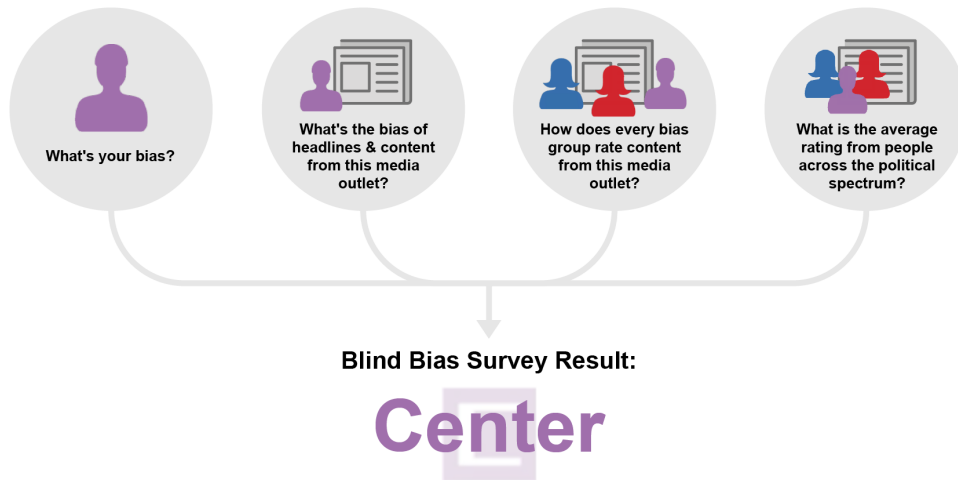 What's your bias?
What's the bias of
headlines & content
from this media
outlet?
How does every bias
group rate content
from this media
outlet?
What is the average
rating from people
across the political
spectrum?
Blind Bias Survey Result:
Center